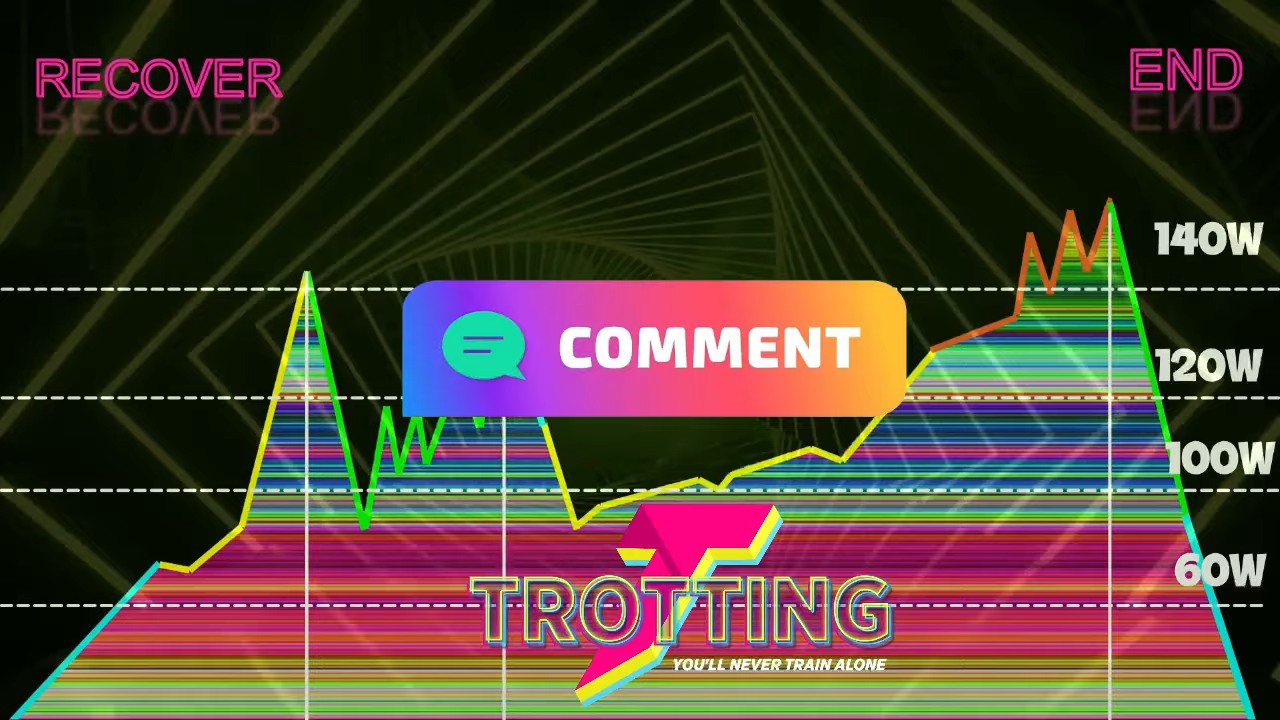 RECOVER
END
140W
COMMENT
120W
100W
60W
TROTTING
YOU'LL NEVER TRAIN ALONE